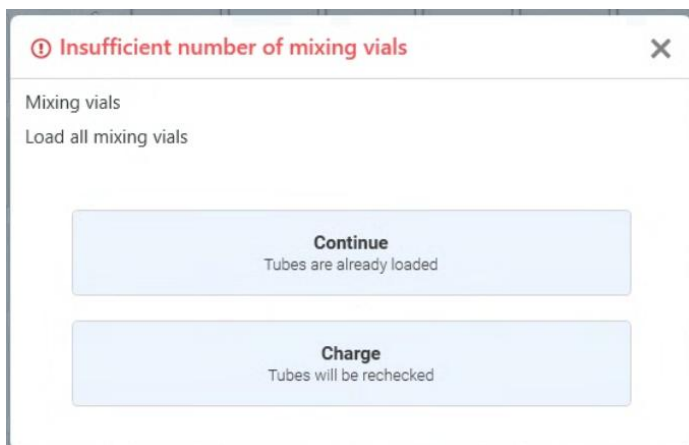 Insufficient number of mixing vials
Mixing vials
Load all mixing vials
Continue
Tubes are already loaded
Charge
Tubes will be rechecked